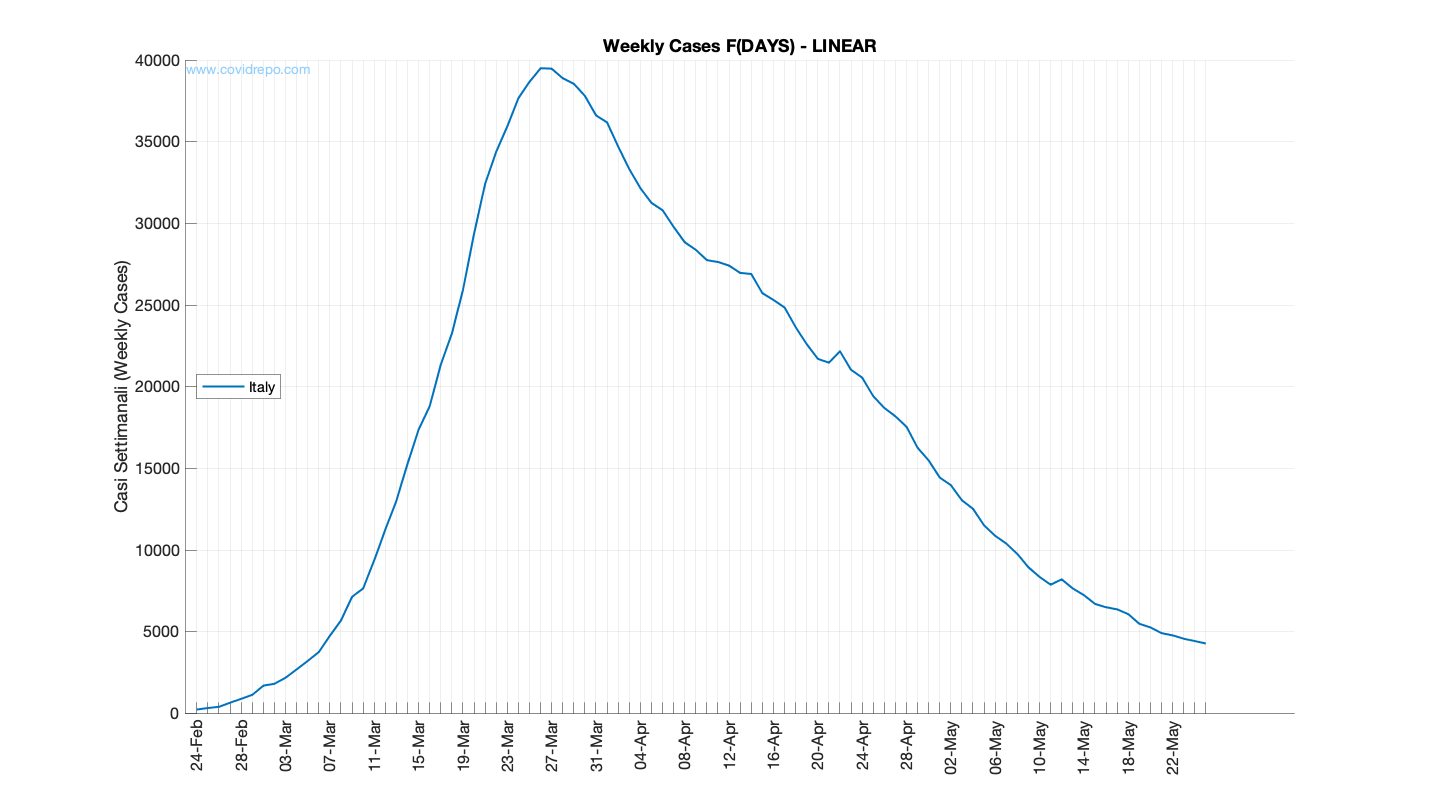 Weekly Cases F(DAYS) - LINEAR
www.covidrepo.com
Casi Settimanali (Weekly Cases)
40000
35000
30000
25000
20000
15000
10000
5000
0
Italy
24-Feb
28-Feb
03-Mar
07-Mar
11-Mar
15-Mar
19-Mar
23-Mar
27-Mar
31-Mar
04-Apr
08-Apr
12-Apr
16-Apr
20-Apr
24-Apr
28-Apr
02-May
06-May
10-May
14-May
18-May
22-May